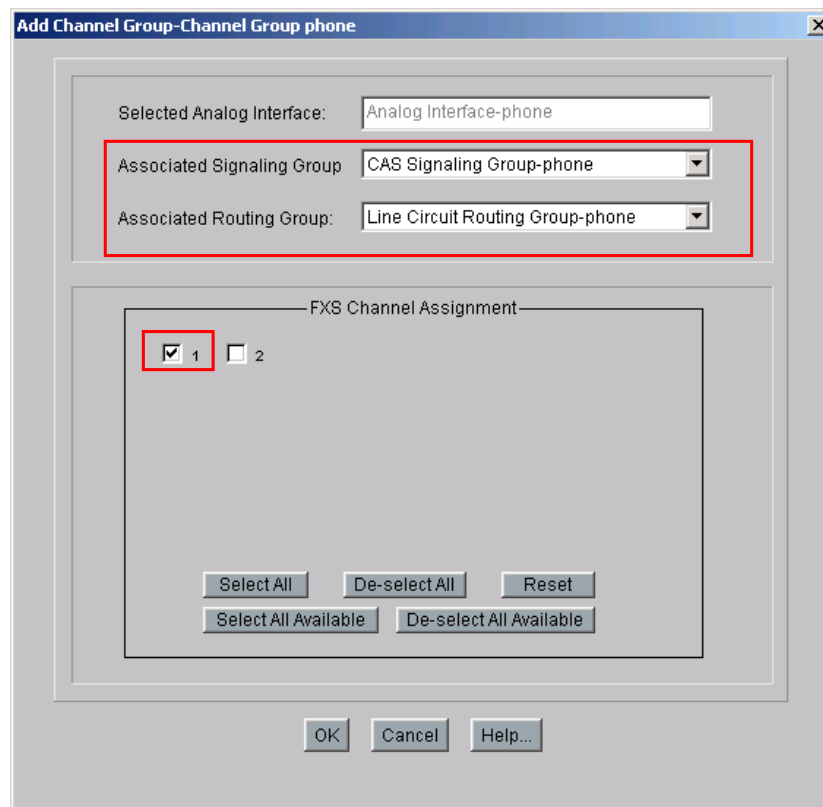 Add Channel Group-Channel Group phone
Selected Analog Interface: Analog Interface-phone
Associated Signaling Group CAS Signaling Group-phone
Associated Routing Group: Line Circuit Routing Group-phone
FXS Channel Assignment
1 2
Select All De-select All Reset
Select All Available De-select All Available
OK Cancel Help...